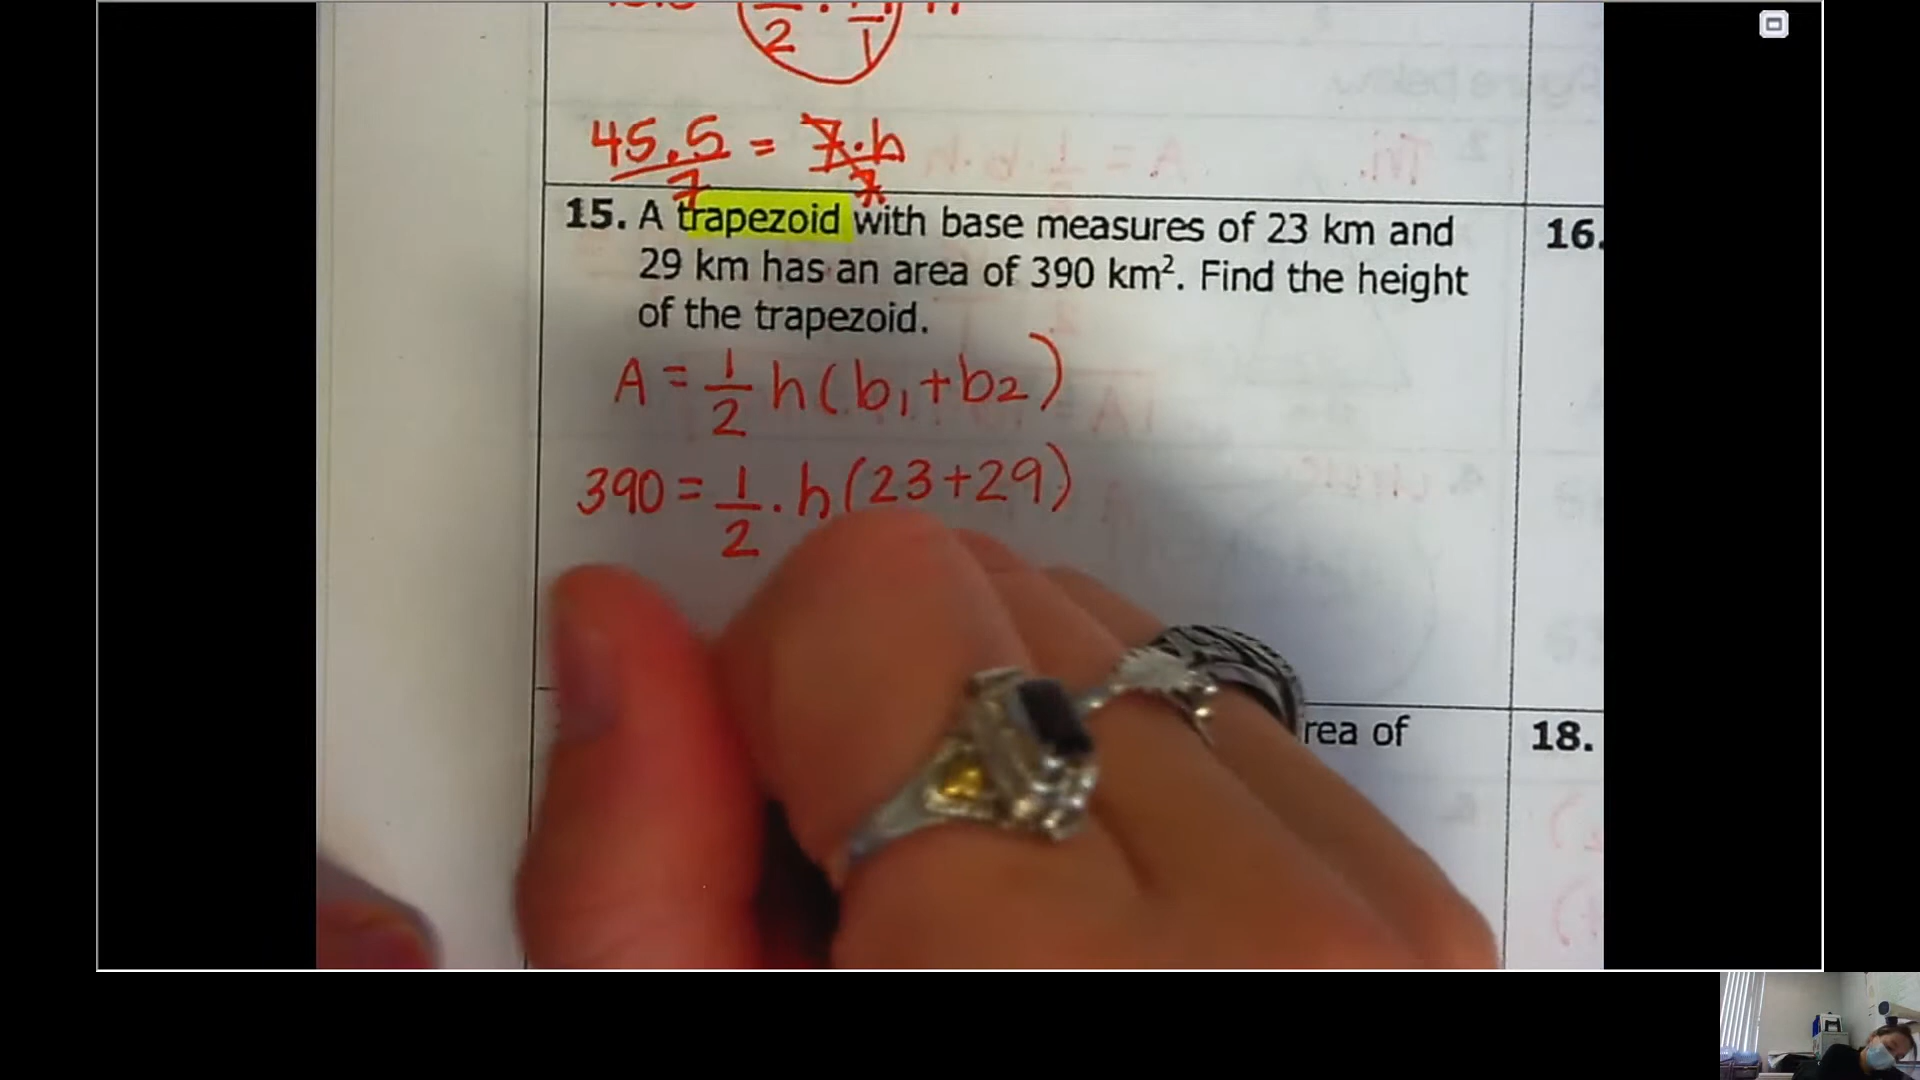 2 1
45.5 = 7·h
7 7
15. A trapezoid with base measures of 23 km and
29 km has an area of 390 km². Find the height
of the trapezoid.
A = 1/2 h(b₁+b₂)
390 = 1/2 · h(23+29)
rea of
16.
18.